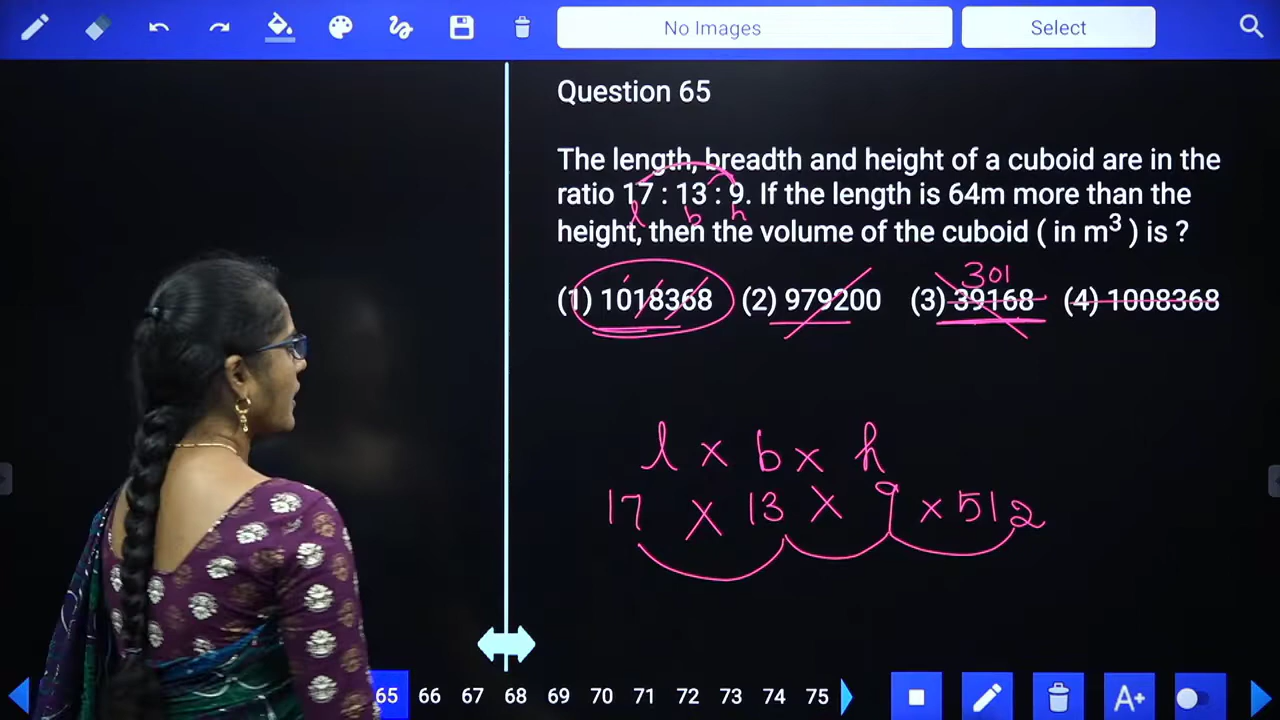 No Images
Select
Question 65
The length, breadth and height of a cuboid are in the
ratio 17 : 13 : 9. If the length is 64m more than the
l b h
height, then the volume of the cuboid ( in m³ ) is ?
301
(1) 1018368 (2) 979200 (3) 39168 (4) 1008368
l × b × h
17 × 13 × 9 × 512
65 66 67 68 69 70 71 72 73 74 75
A+